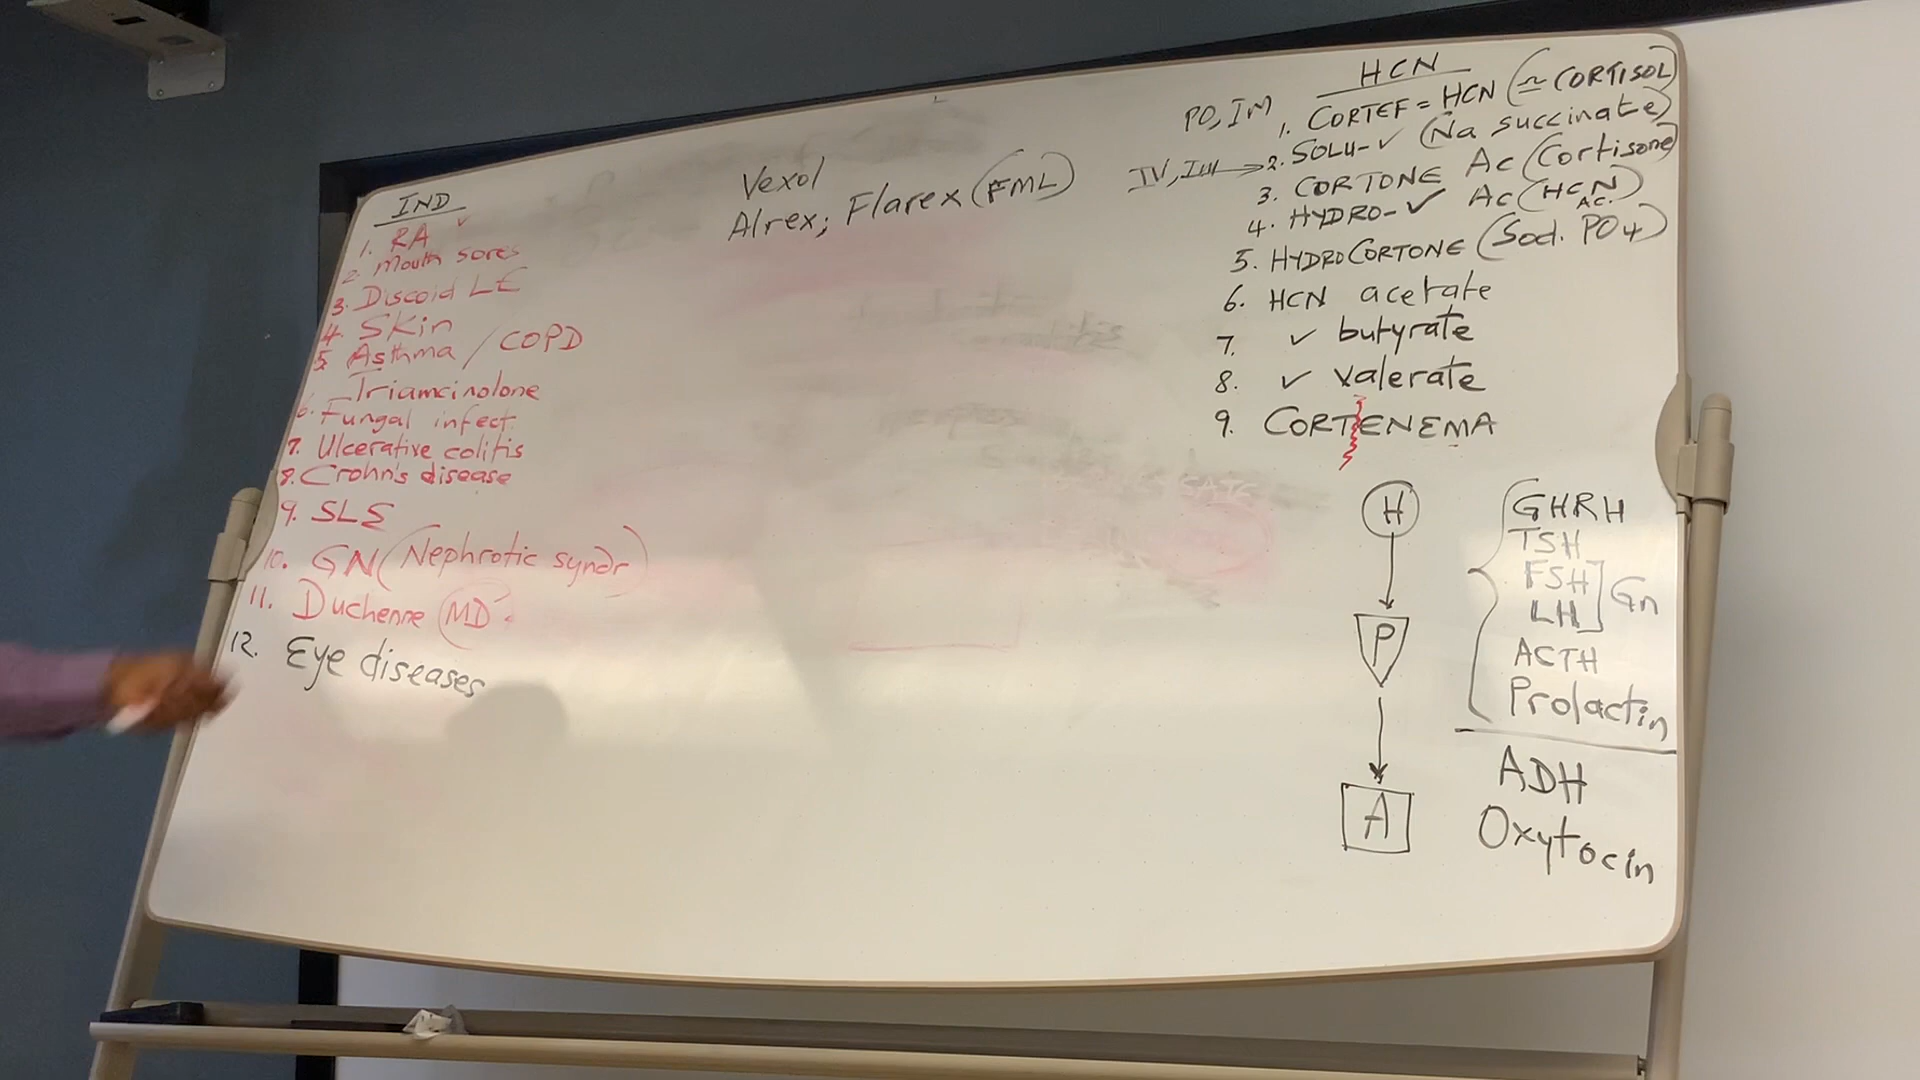 IND
1. RA ✓
2. Mouth sores
3. Discoid LE
4. Skin
5. Asthma / COPD
Triamcinolone
6. Fungal infect.
7. Ulcerative colitis
8. Crohn's disease
9. SLE
10. GN (Nephrotic syndr)
11. Duchenne (MD)
12. Eye diseases
Vexol
Alrex; Flarex (FML)
HCN
PO, IM 1. CORTEF = HCN (≃ CORTISOL)
IV, IM → 2. SOLU- ✓ (Na succinate)
3. CORTONE Ac (Cortisone)
4. HYDRO- ✓ Ac (HCN AC.)
5. HYDROCORTONE (Sod. PO4)
6. HCN acetate
7. ✓ butyrate
8. ✓ valerate
9. CORTENEMA
H
P
A
GHRH
TSH
FSH
LH
Gn
ACTH
Prolactin
ADH
Oxytocin